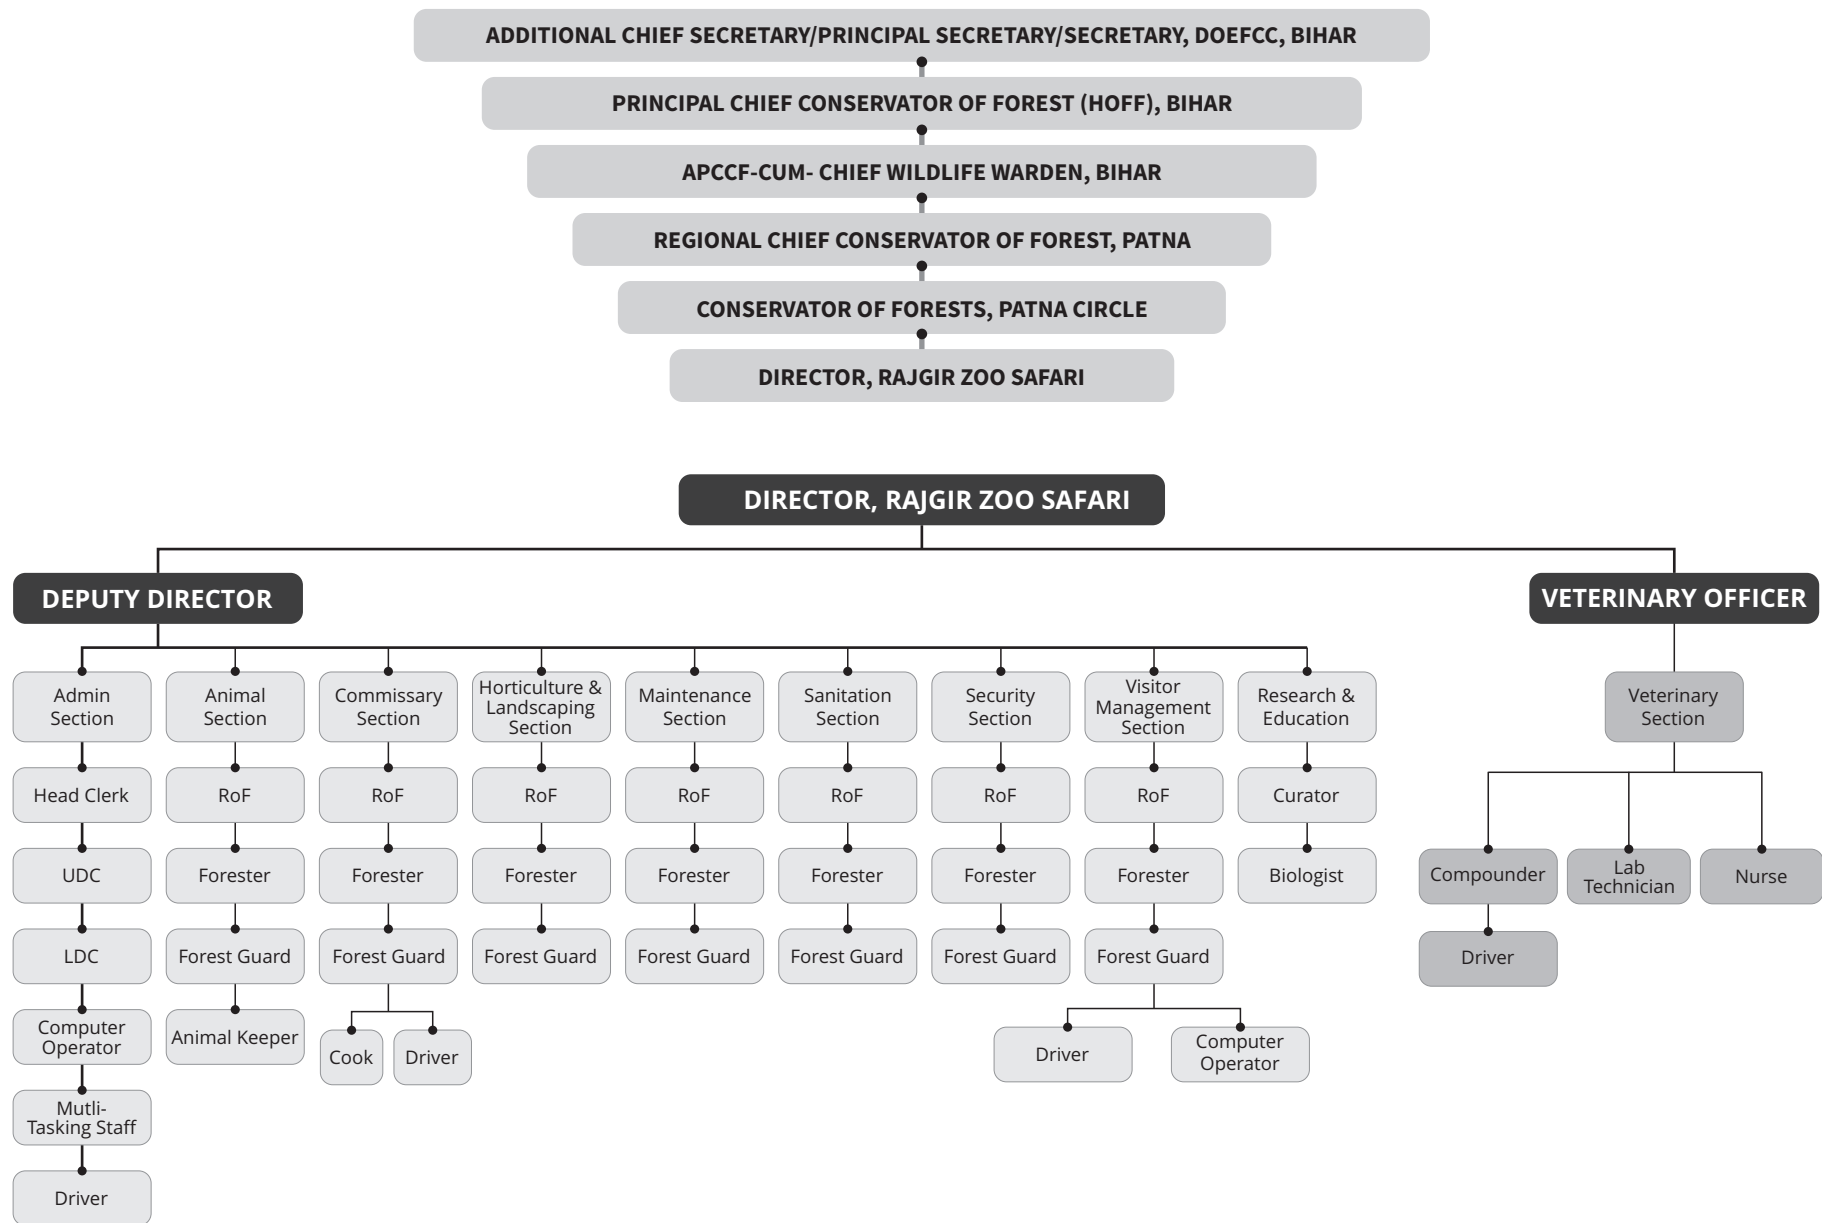 ADDITIONAL CHIEF SECRETARY/PRINCIPAL SECRETARY/SECRETARY, DOEFCC, BIHAR
PRINCIPAL CHIEF CONSERVATOR OF FOREST (HOFF), BIHAR
APCCF-CUM- CHIEF WILDLIFE WARDEN, BIHAR
REGIONAL CHIEF CONSERVATOR OF FOREST, PATNA
CONSERVATOR OF FORESTS, PATNA CIRCLE
DIRECTOR, RAJGIR ZOO SAFARI
DIRECTOR, RAJGIR ZOO SAFARI
DEPUTY DIRECTOR
VETERINARY OFFICER
Admin
Section
Animal
Section
Commissary
Section
Horticulture &
Landscaping
Section
Maintenance
Section
Sanitation
Section
Security
Section
Visitor
Management
Section
Research &
Education
Veterinary
Section
Head Clerk
RoF
RoF
RoF
RoF
RoF
RoF
RoF
Curator
UDC
Forester
Forester
Forester
Forester
Forester
Forester
Forester
Biologist
Compounder
Lab
Technician
Nurse
LDC
Forest Guard
Forest Guard
Forest Guard
Forest Guard
Forest Guard
Forest Guard
Forest Guard
Driver
Computer
Operator
Animal Keeper
Cook
Driver
Driver
Computer
Operator
Mutli-
Tasking Staff
Driver